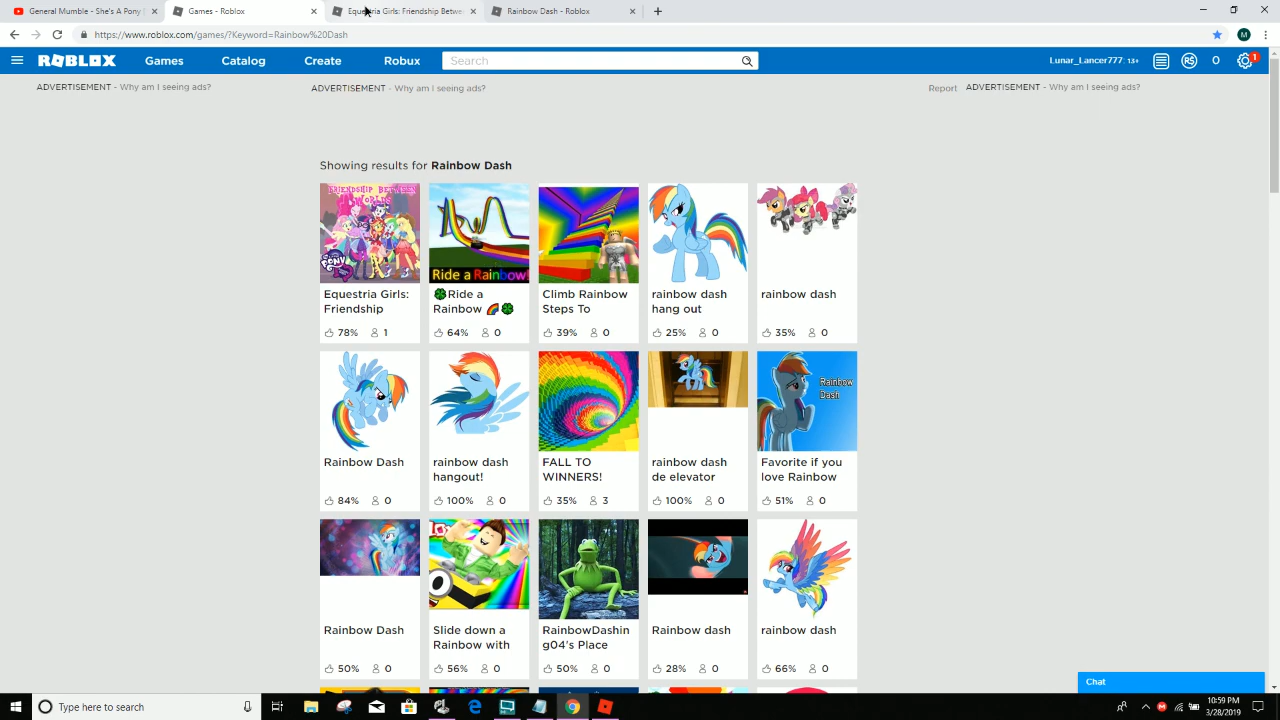 General Mumble - She's A Pony
Games - Roblox
Equestria Girls: Friendship Betwe
Rainbow Dash - Roblox
https://www.roblox.com/games/?Keyword=Rainbow%20Dash
M
ROBLOX
Games
Catalog
Create
Robux
Search
Lunar_Lancer777: 13+
R$
0
1
ADVERTISEMENT - Why am I seeing ads?
ADVERTISEMENT - Why am I seeing ads?
Report
ADVERTISEMENT - Why am I seeing ads?
Showing results for Rainbow Dash
FRIENDSHIP BETWEEN
WORLDS
PONY
Ride a Rainbow!
Equestria Girls:
Friendship
78% 1
Ride a
Rainbow
64% 0
Climb Rainbow
Steps To
39% 0
rainbow dash
hang out
25% 0
rainbow dash
35% 0
Rainbow
Dash
Rainbow Dash
84% 0
rainbow dash
hangout!
100% 0
FALL TO
WINNERS!
35% 3
rainbow dash
de elevator
100% 0
Favorite if you
love Rainbow
51% 0
Rainbow Dash
50% 0
Slide down a
Rainbow with
56% 0
RainbowDashin
g04's Place
50% 0
Rainbow dash
28% 0
rainbow dash
66% 0
Chat
Type here to search
10:59 PM
3/28/2019